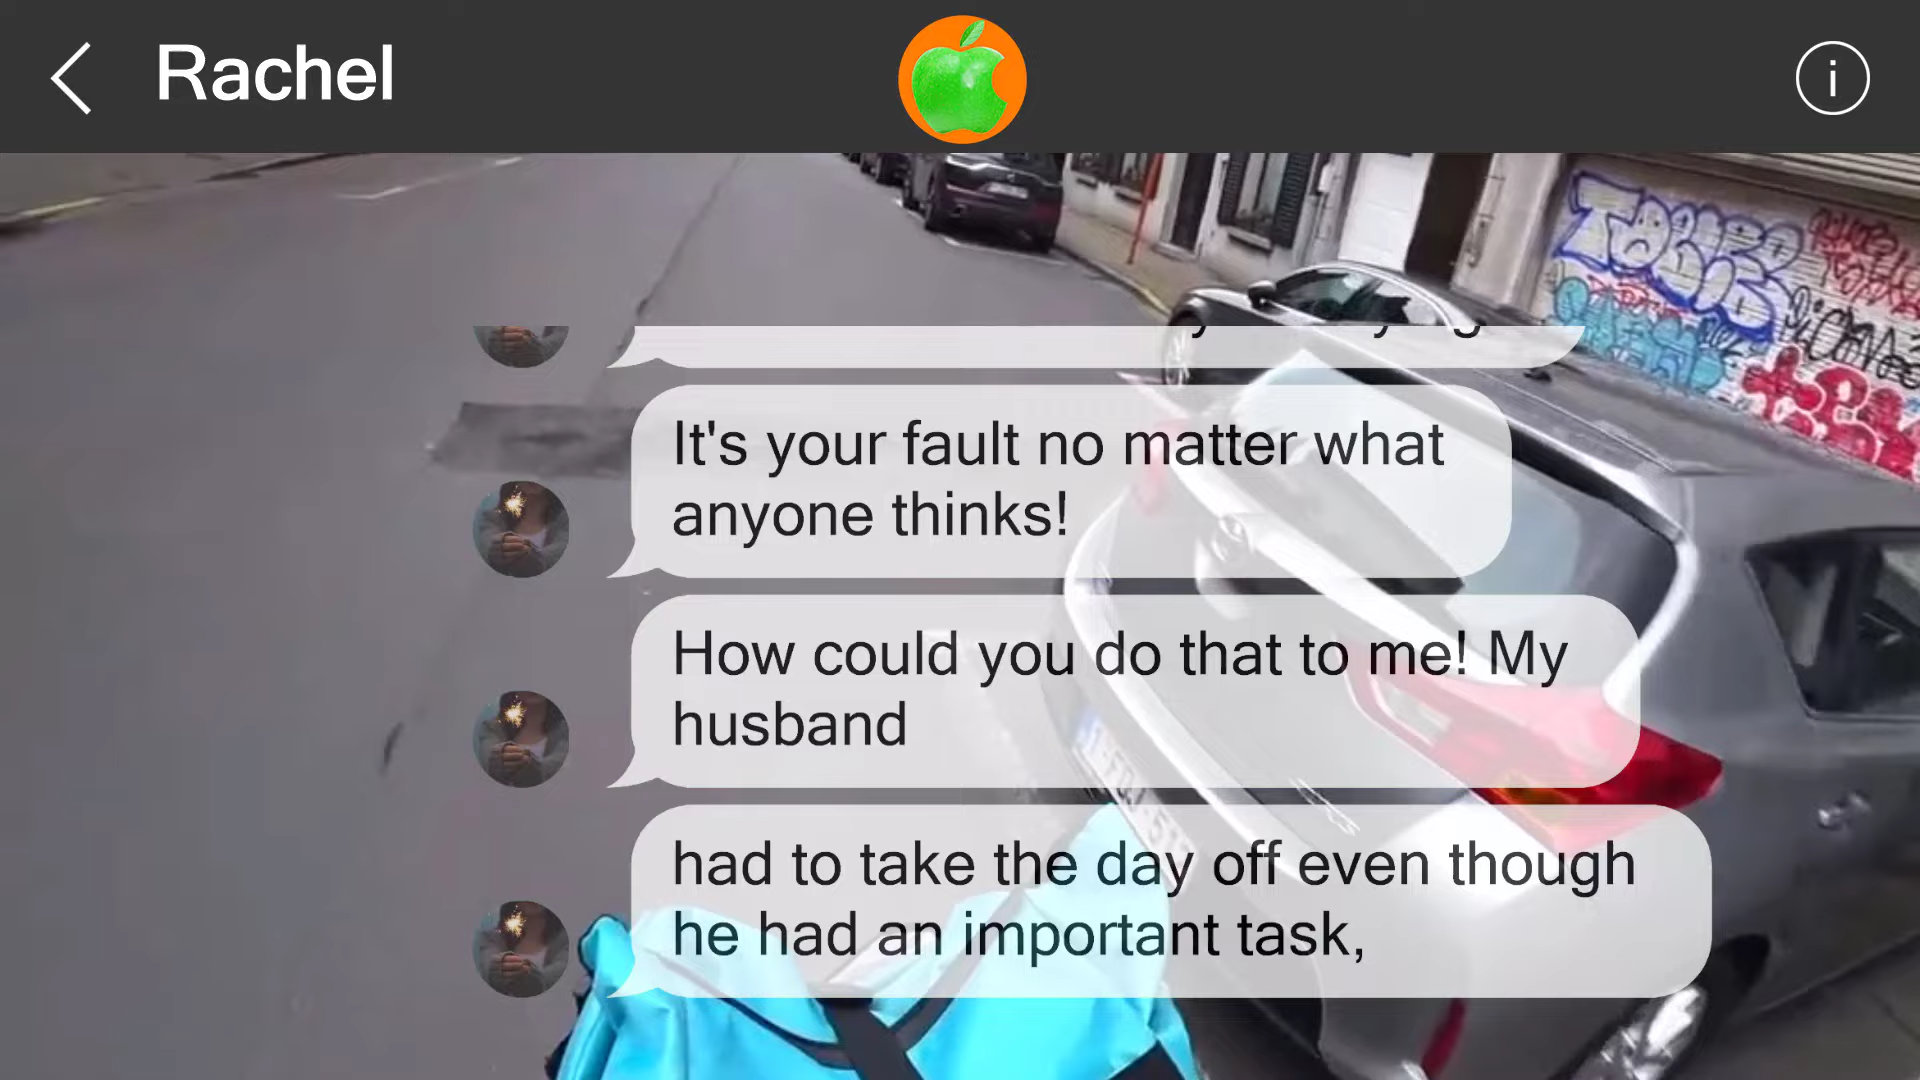 Rachel
It's your fault no matter what
anyone thinks!
How could you do that to me! My
husband
had to take the day off even though
he had an important task,